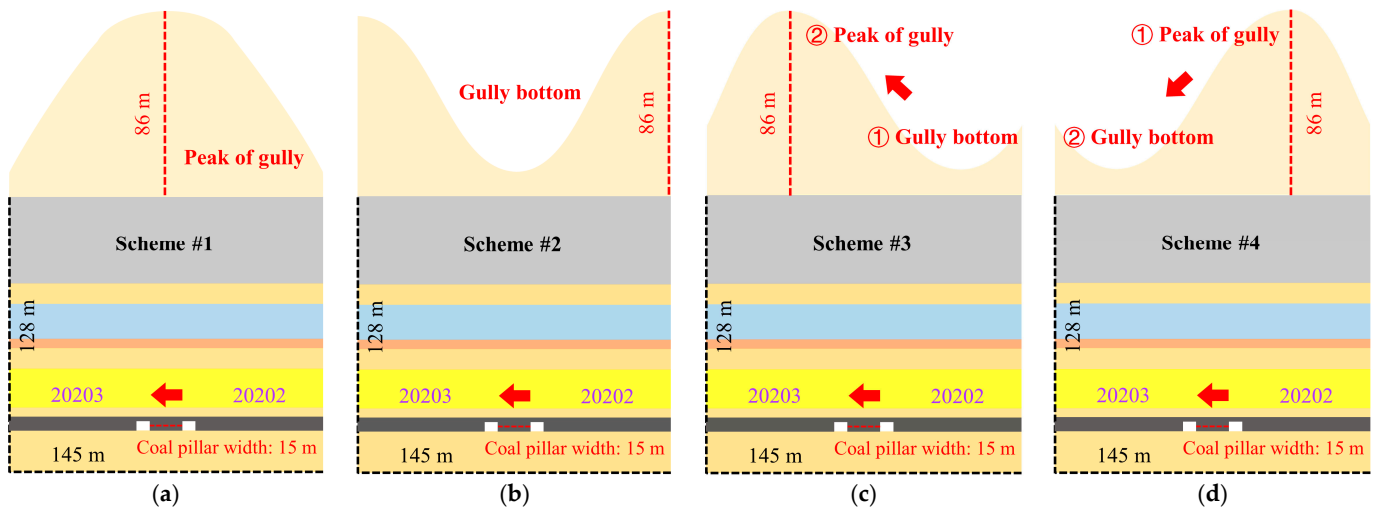 86 m
Peak of gully
Scheme #1
128 m
20203
20202
Coal pillar width: 15 m
145 m
(a)
Gully bottom
86 m
Scheme #2
128 m
20203
20202
Coal pillar width: 15 m
145 m
(b)
② Peak of gully
86 m
① Gully bottom
Scheme #3
128 m
20203
20202
Coal pillar width: 15 m
145 m
(c)
① Peak of gully
86 m
② Gully bottom
Scheme #4
128 m
20203
20202
Coal pillar width: 15 m
145 m
(d)